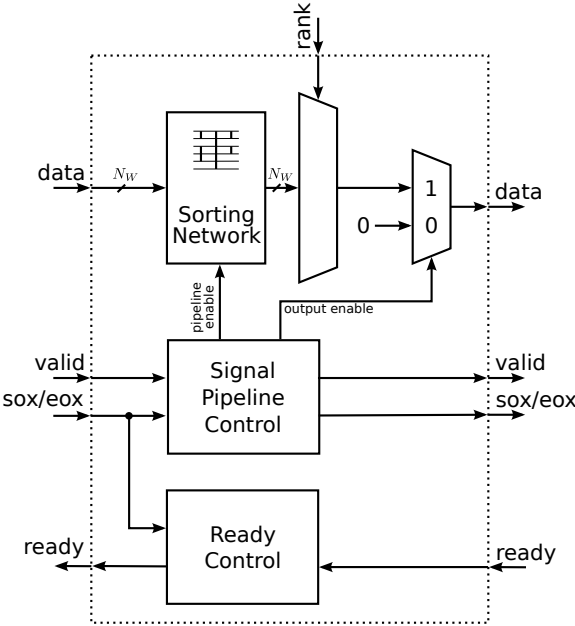 rank
data
N_W
N_W
1
data
Sorting
Network
0
0
pipeline
enable
output enable
valid
Signal
valid
sox/eox
Pipeline
sox/eox
Control
Ready
ready
Control
ready